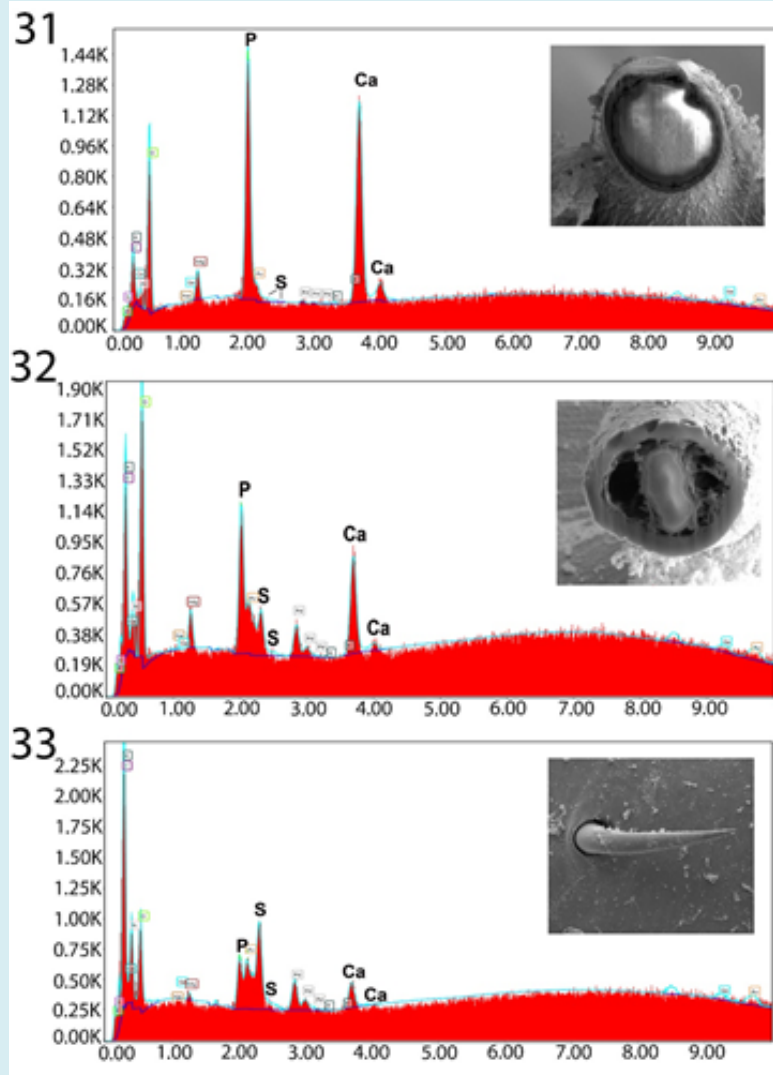 31
P
1.44K
Ca
1.28K
1.12K
0.96K
0.80K
0.64K
0.48K
0.32K
S
Ca
0.16K
0.00K
0.00 1.00 2.00 3.00 4.00 5.00 6.00 7.00 8.00 9.00
32
1.90K
1.71K
1.52K
1.33K
P
1.14K
Ca
0.95K
0.76K
0.57K
S
0.38K
S
Ca
0.19K
0.00K
0.00 1.00 2.00 3.00 4.00 5.00 6.00 7.00 8.00 9.00
33
2.25K
2.00K
1.75K
1.50K
1.25K
1.00K
S
0.75K
P
0.50K
S
Ca
Ca
0.25K
0.00K
0.00 1.00 2.00 3.00 4.00 5.00 6.00 7.00 8.00 9.00